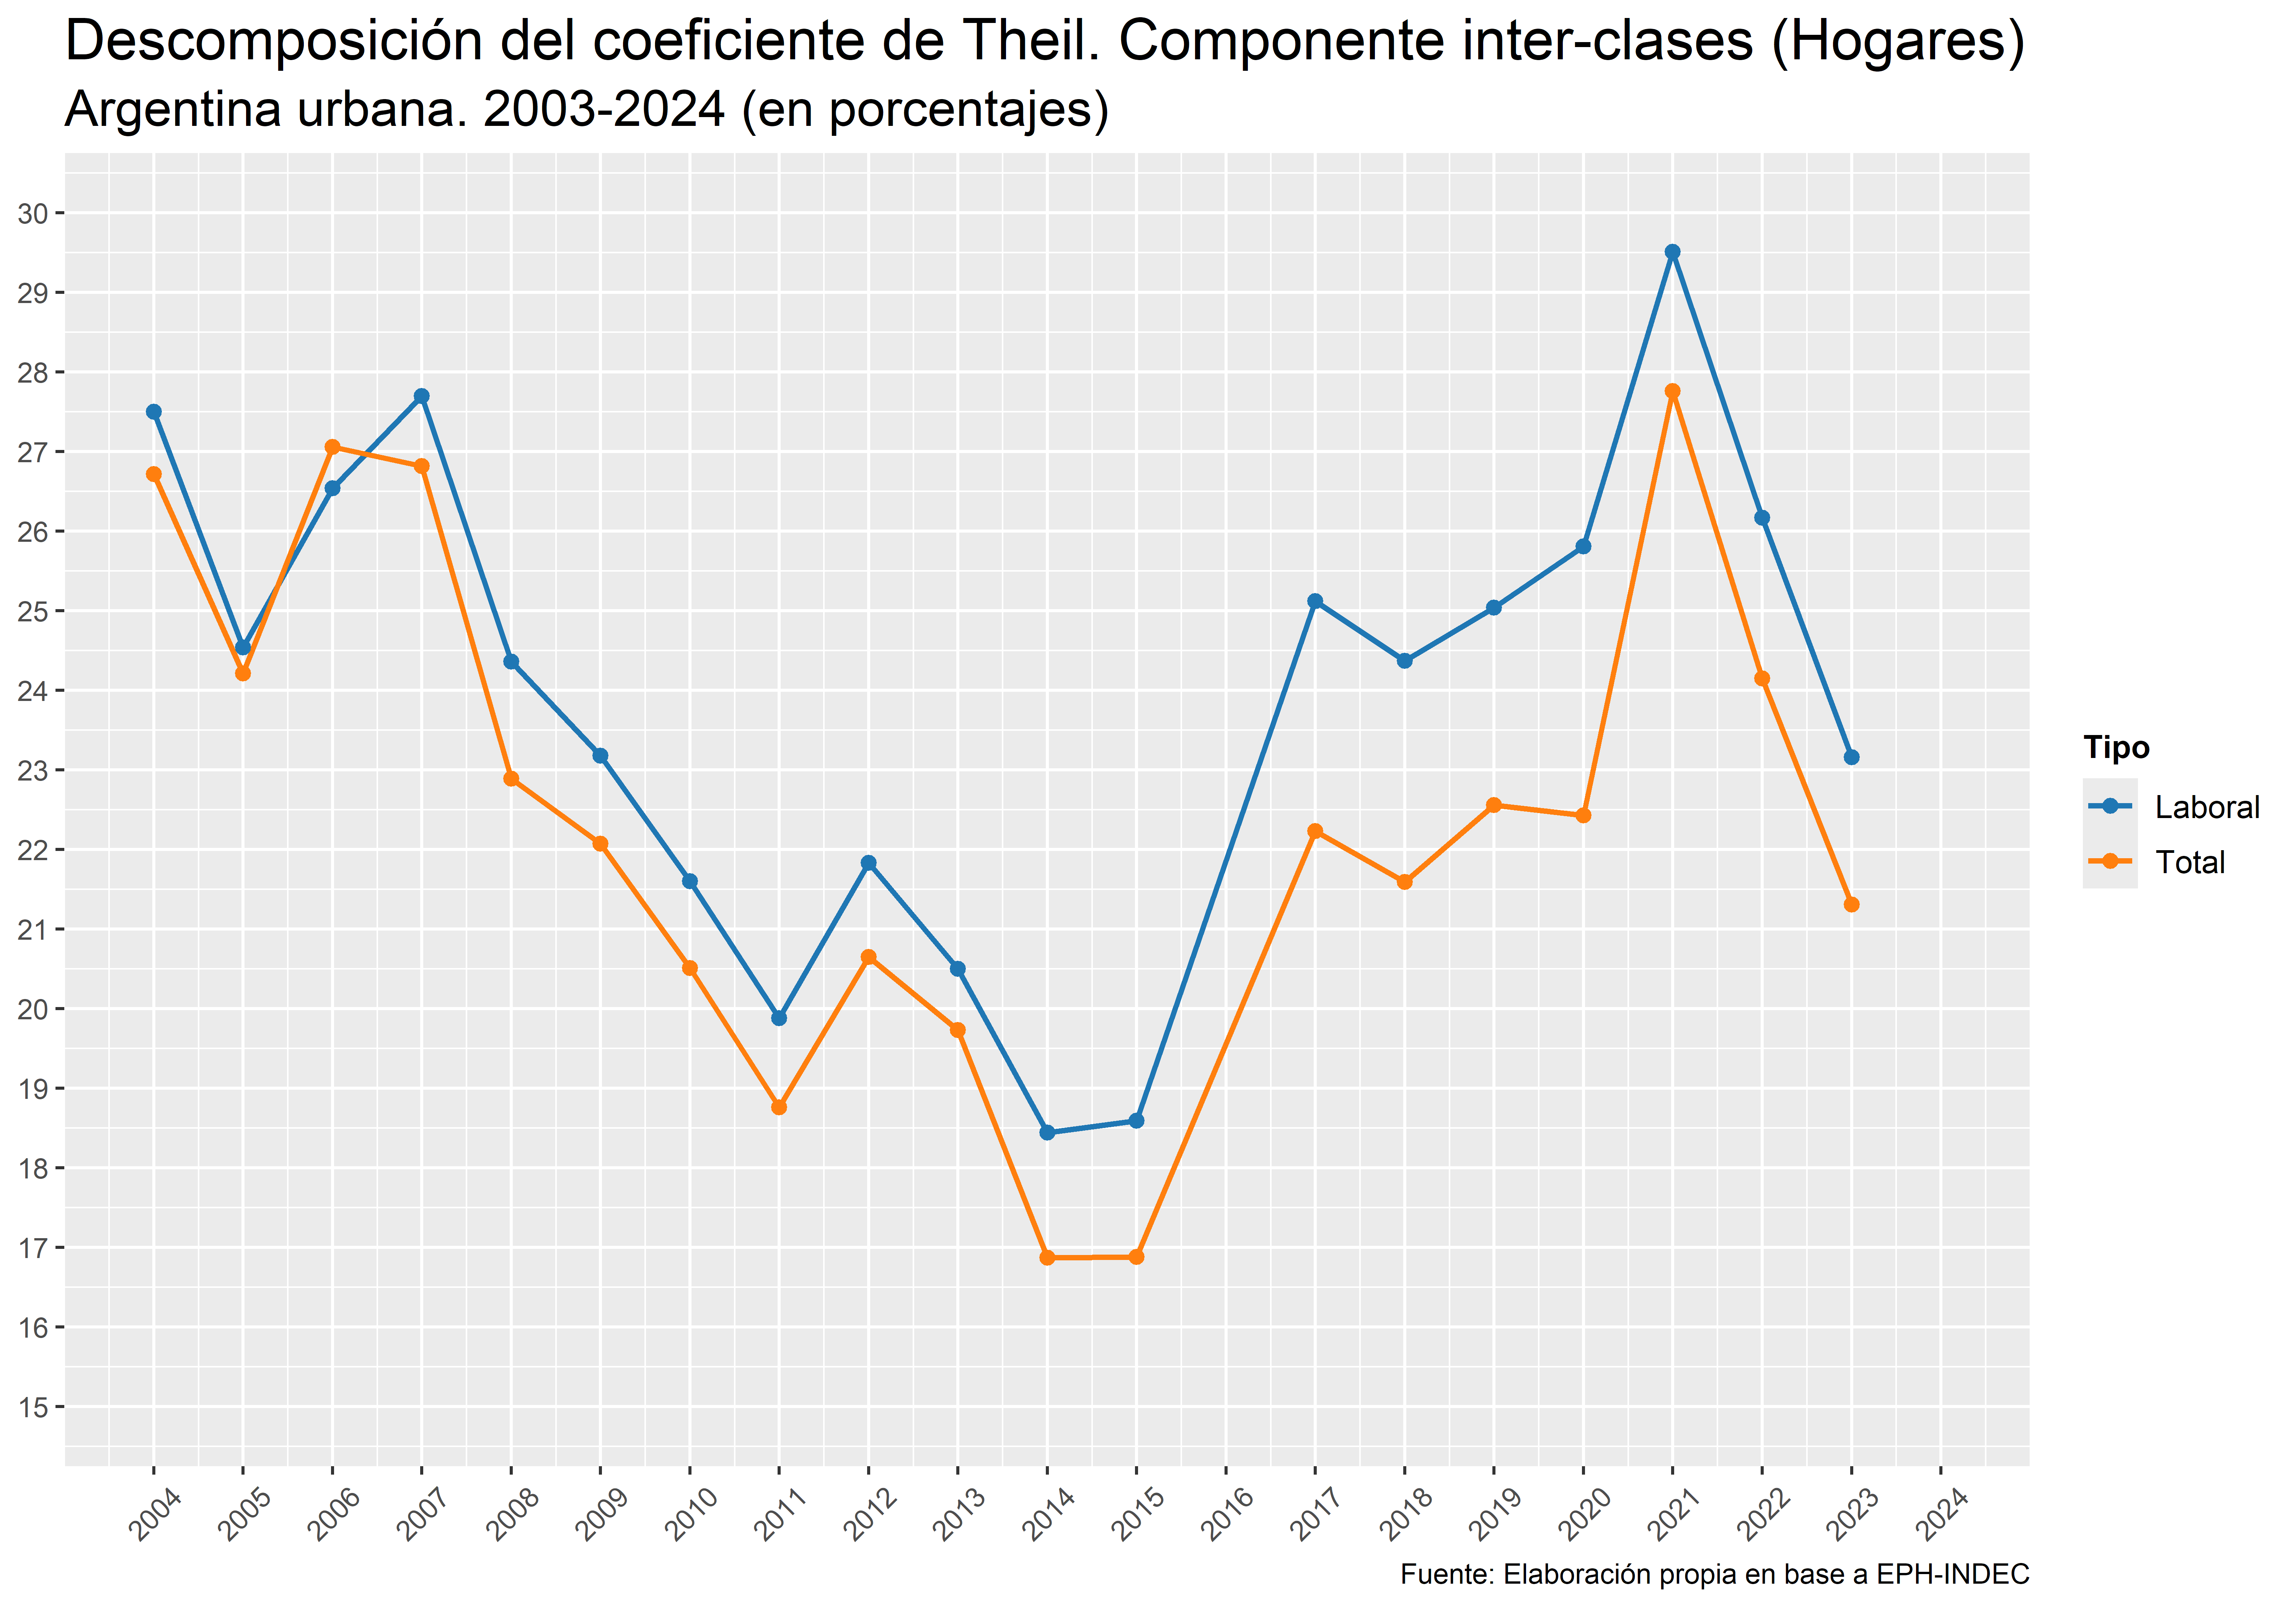 Descomposición del coeficiente de Theil. Componente inter-clases (Hogares)
Argentina urbana. 2003-2024 (en porcentajes)
30
29
28
27
26
25
24
23
22
21
20
19
18
17
16
15
2004 2005 2006 2007 2008 2009 2010 2011 2012 2013 2014 2015 2016 2017 2018 2019 2020 2021 2022 2023 2024
Tipo
Laboral
Total
Fuente: Elaboración propia en base a EPH-INDEC